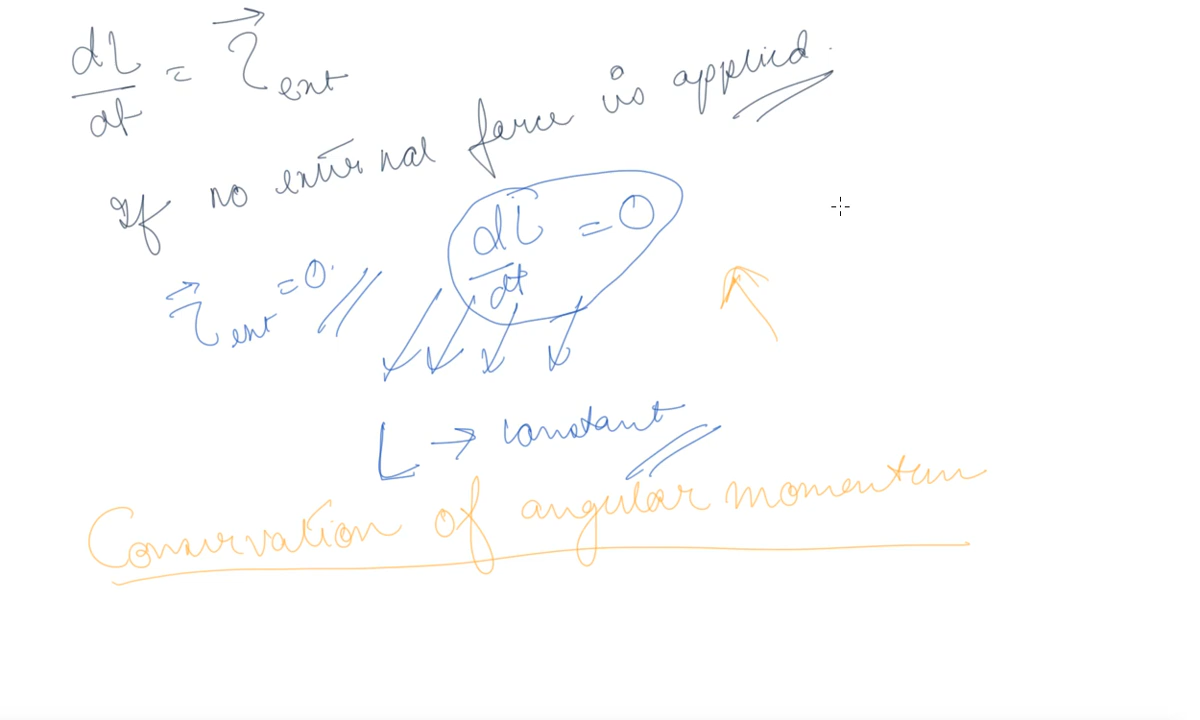 dL/dt = τ⃗ ext
If no external force is applied.
τ⃗ ext = 0
dL⃗/dt = 0
L → constant
Conservation of angular momentum